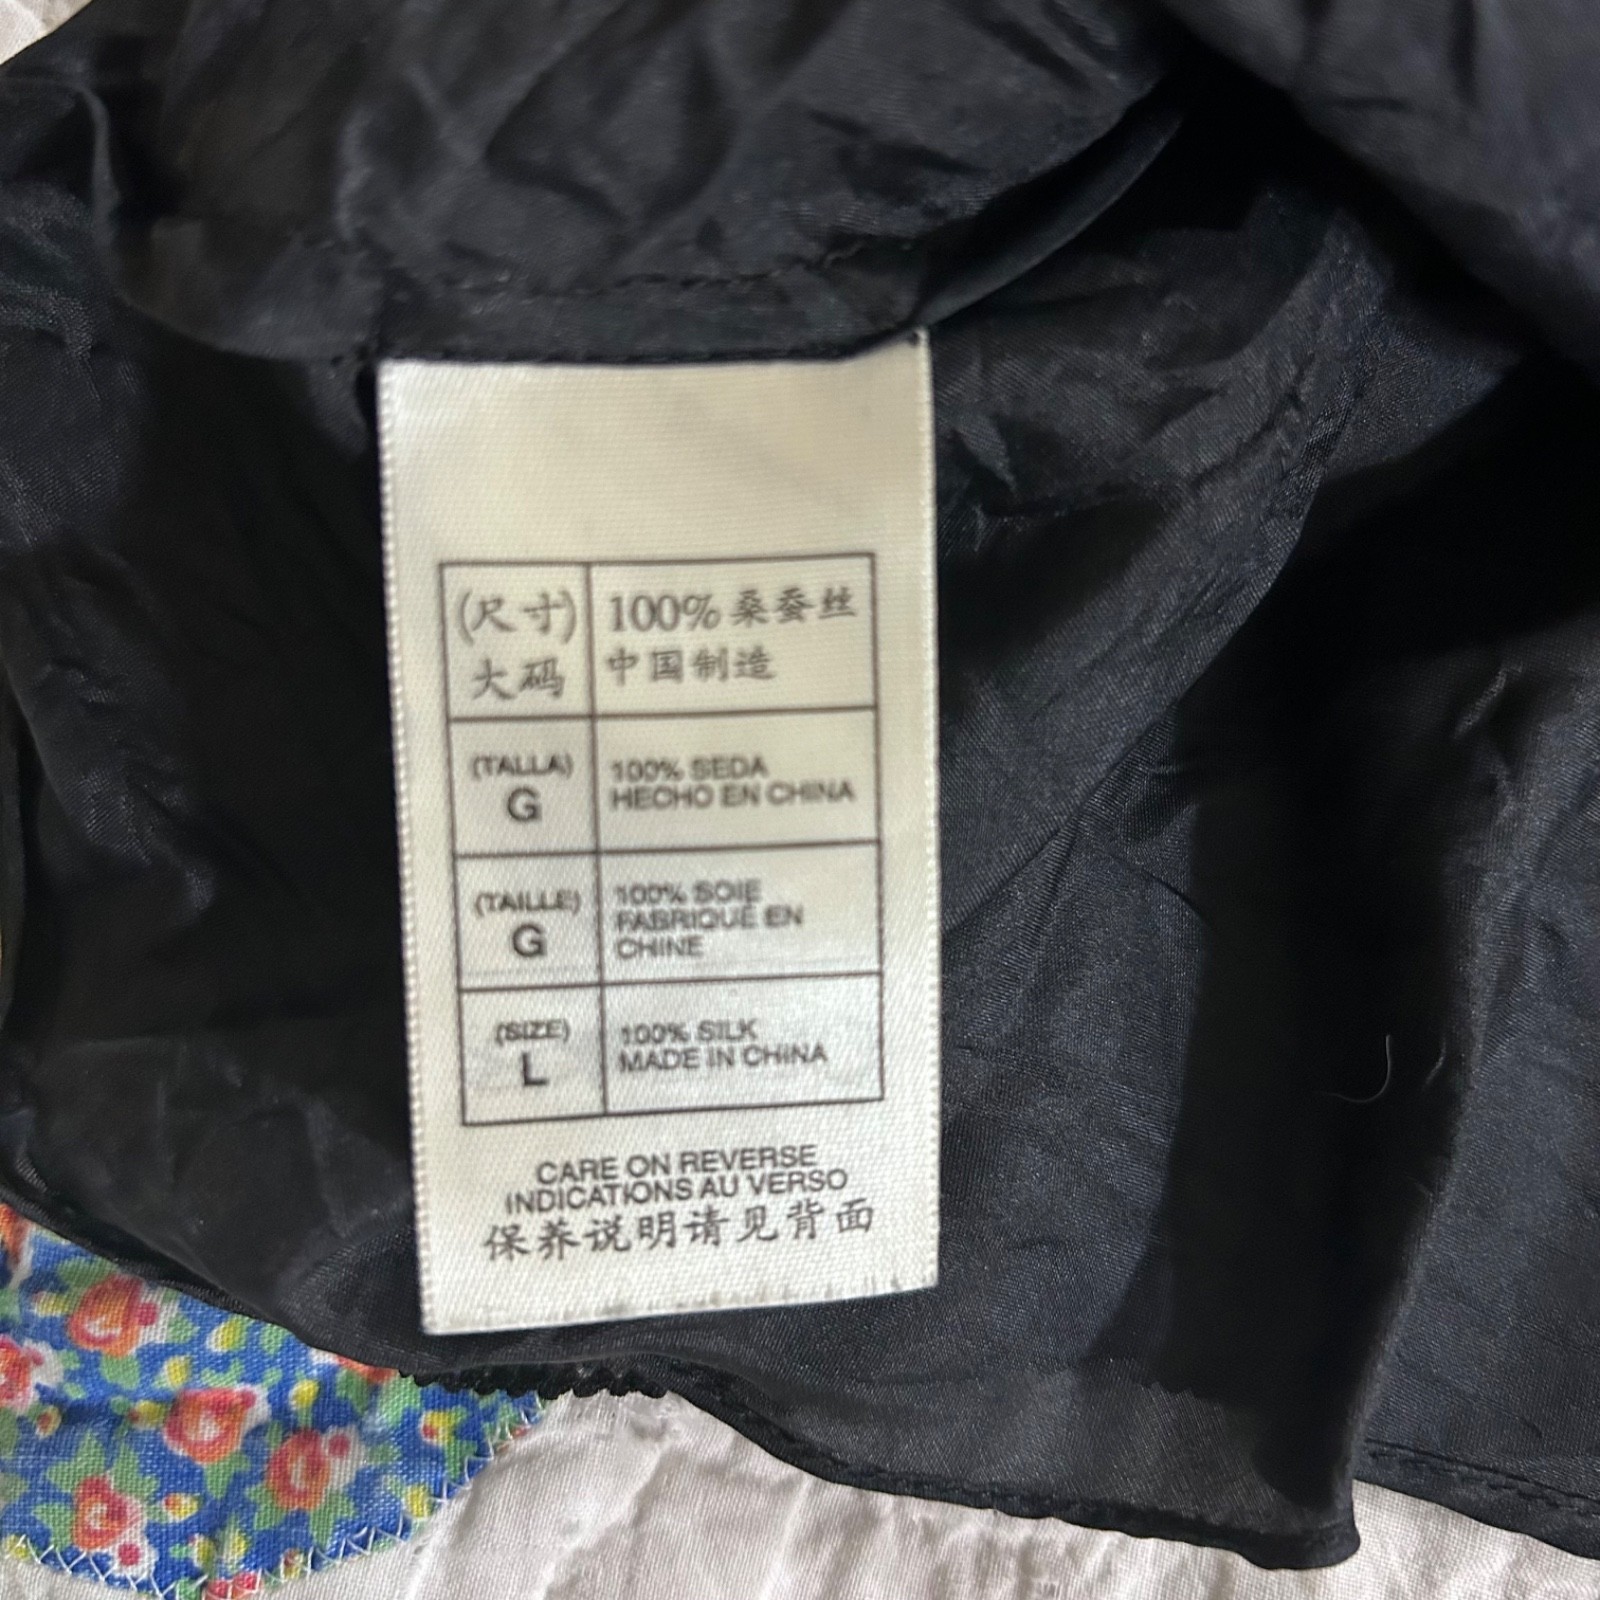 (尺寸)
大码
100% 桑蚕丝
中国制造
(TALLA)
G
100% SEDA
HECHO EN CHINA
(TAILLE)
G
100% SOIE
FABRIQUÉ EN
CHINE
(SIZE)
L
100% SILK
MADE IN CHINA
CARE ON REVERSE
INDICATIONS AU VERSO
保养说明请见背面